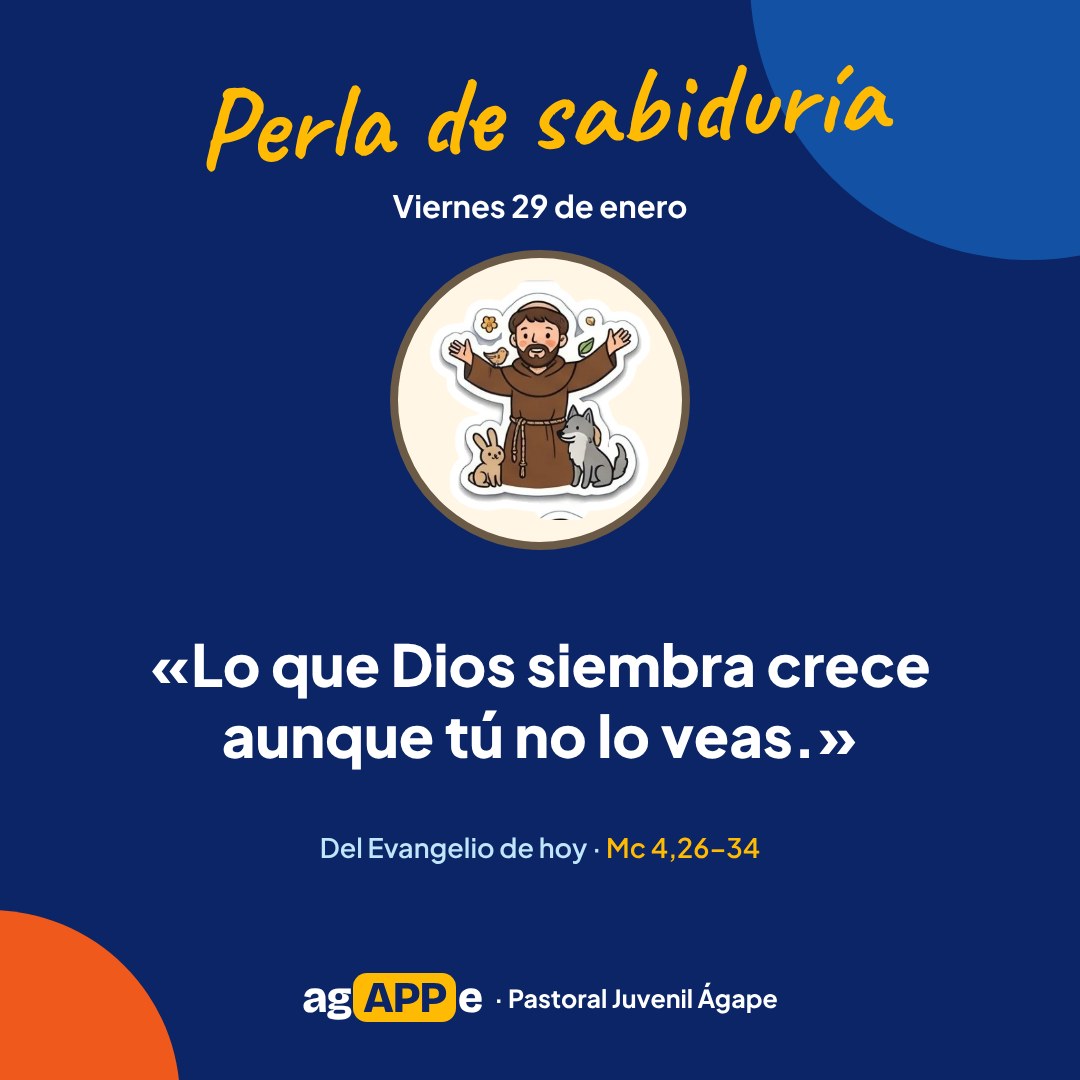 Perla de sabiduría
Viernes 29 de enero
«Lo que Dios siembra crece
aunque tú no lo veas.»
Del Evangelio de hoy · Mc 4,26–34
agAPPe · Pastoral Juvenil Ágape